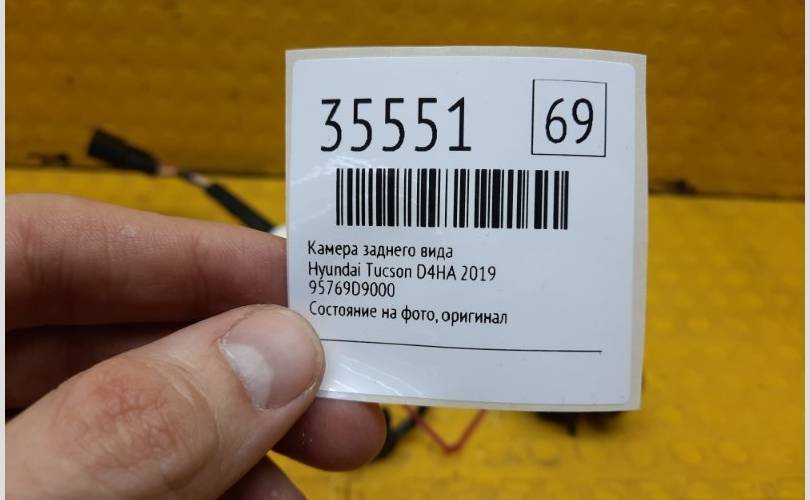 35551 69
Камера заднего вида
Hyundai Tucson D4HA 2019
95769D9000
Состояние на фото, оригинал